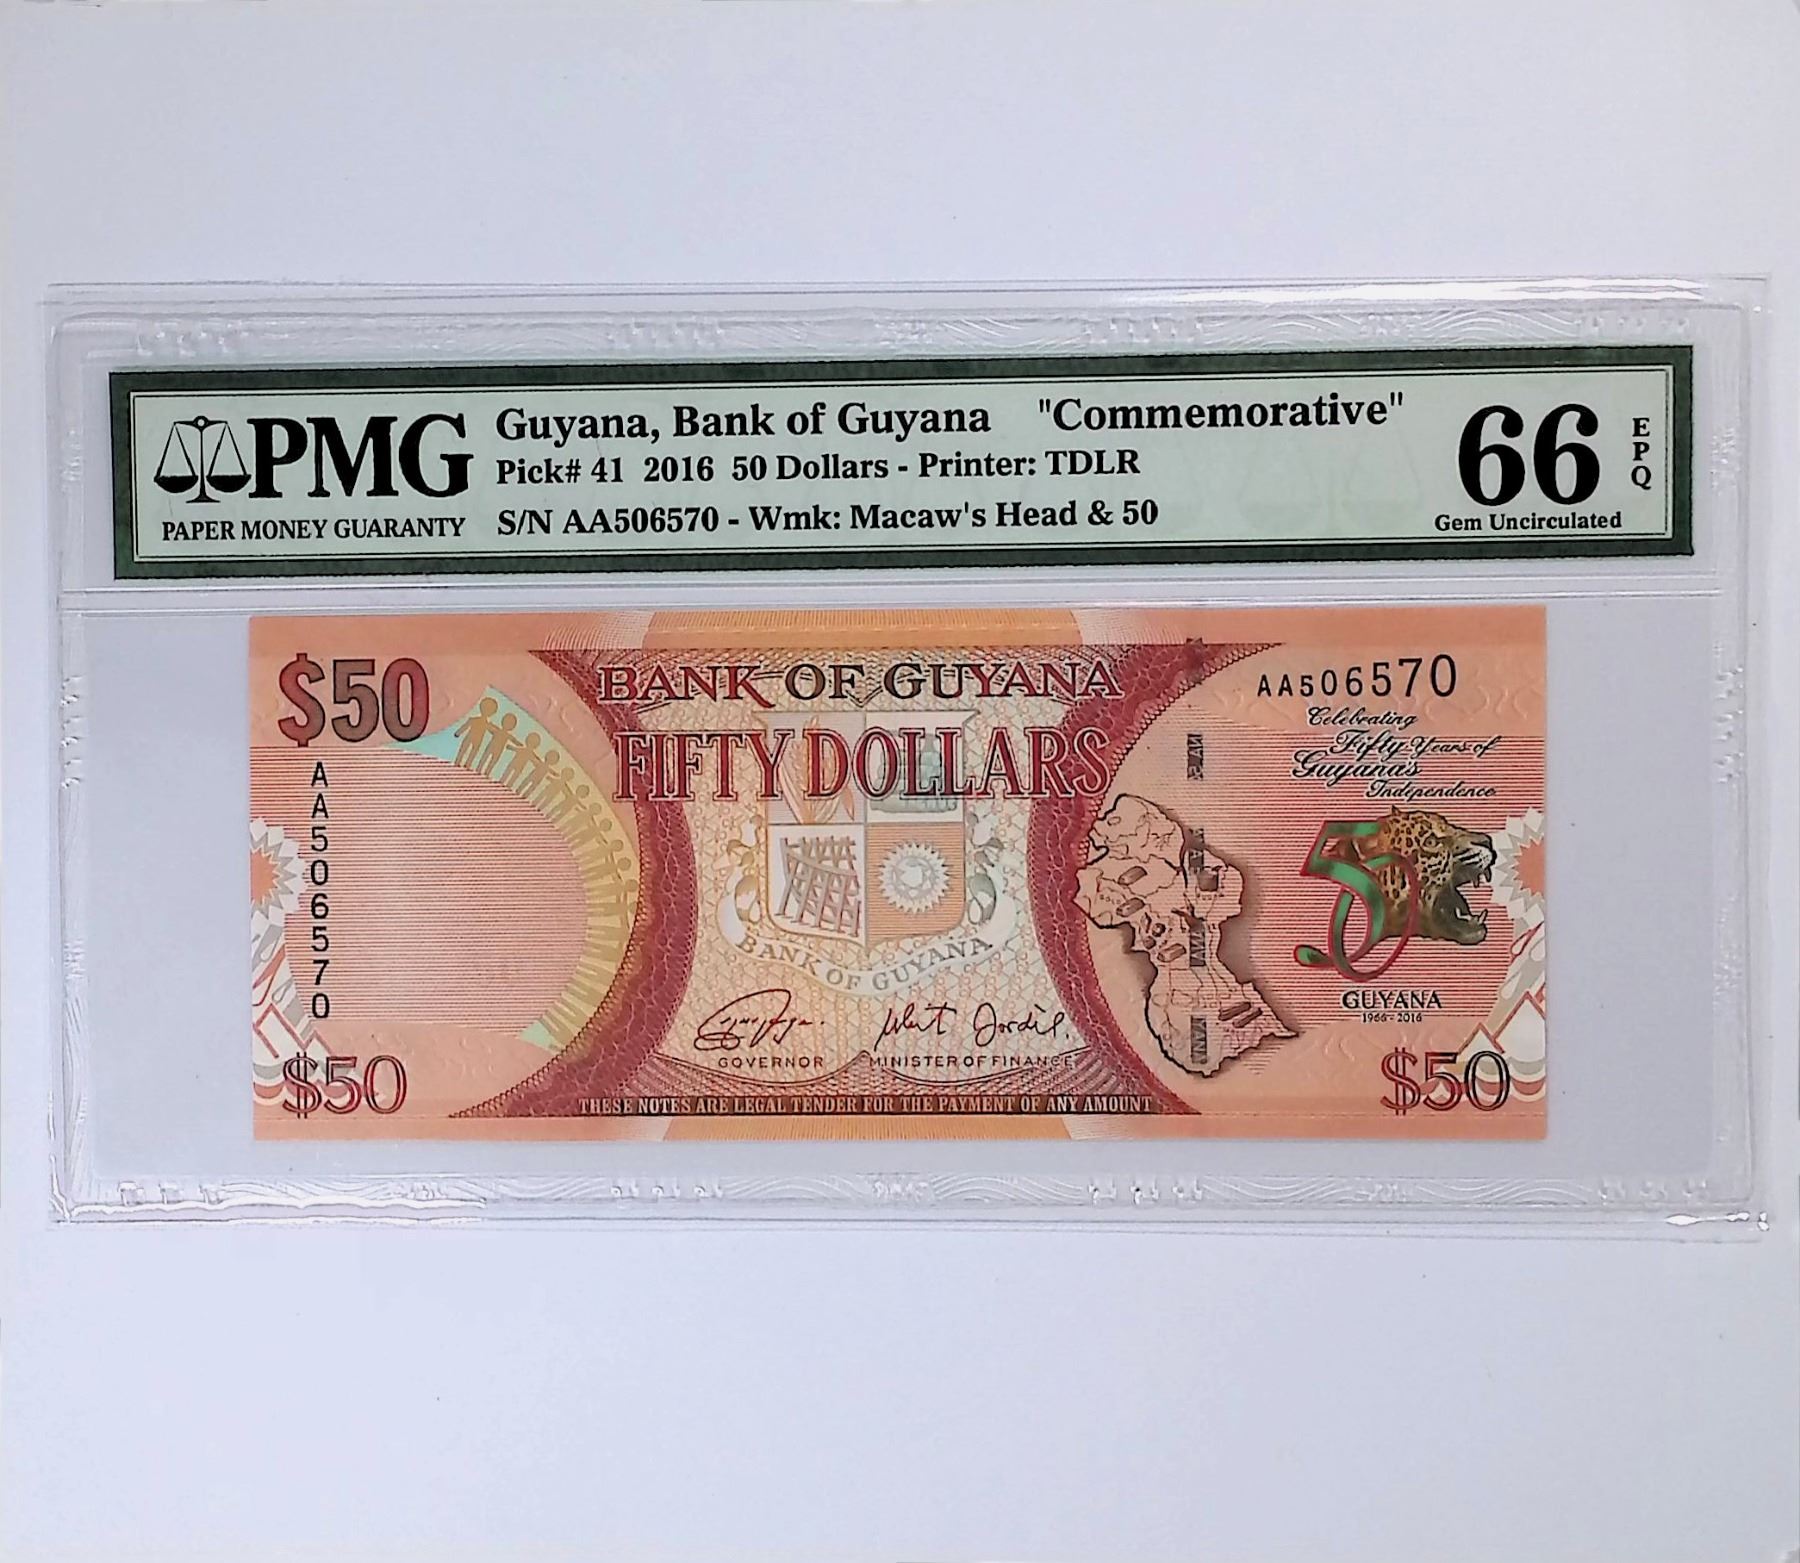 PMG
PAPER MONEY GUARANTY
Guyana, Bank of Guyana "Commemorative"
Pick# 41 2016 50 Dollars - Printer: TDLR
S/N AA506570 - Wmk: Macaw's Head & 50
66
EPQ
Gem Uncirculated
$50
BANK OF GUYANA
AA506570
FIFTY DOLLARS
Celebrating
Fifty Years of
Guyana's
Independence
AA506570
50
BANK OF GUYANA
GUYANA
1966 - 2016
GOVERNOR
MINISTER OF FINANCE
$50
$50
THESE NOTES ARE LEGAL TENDER FOR THE PAYMENT OF ANY AMOUNT